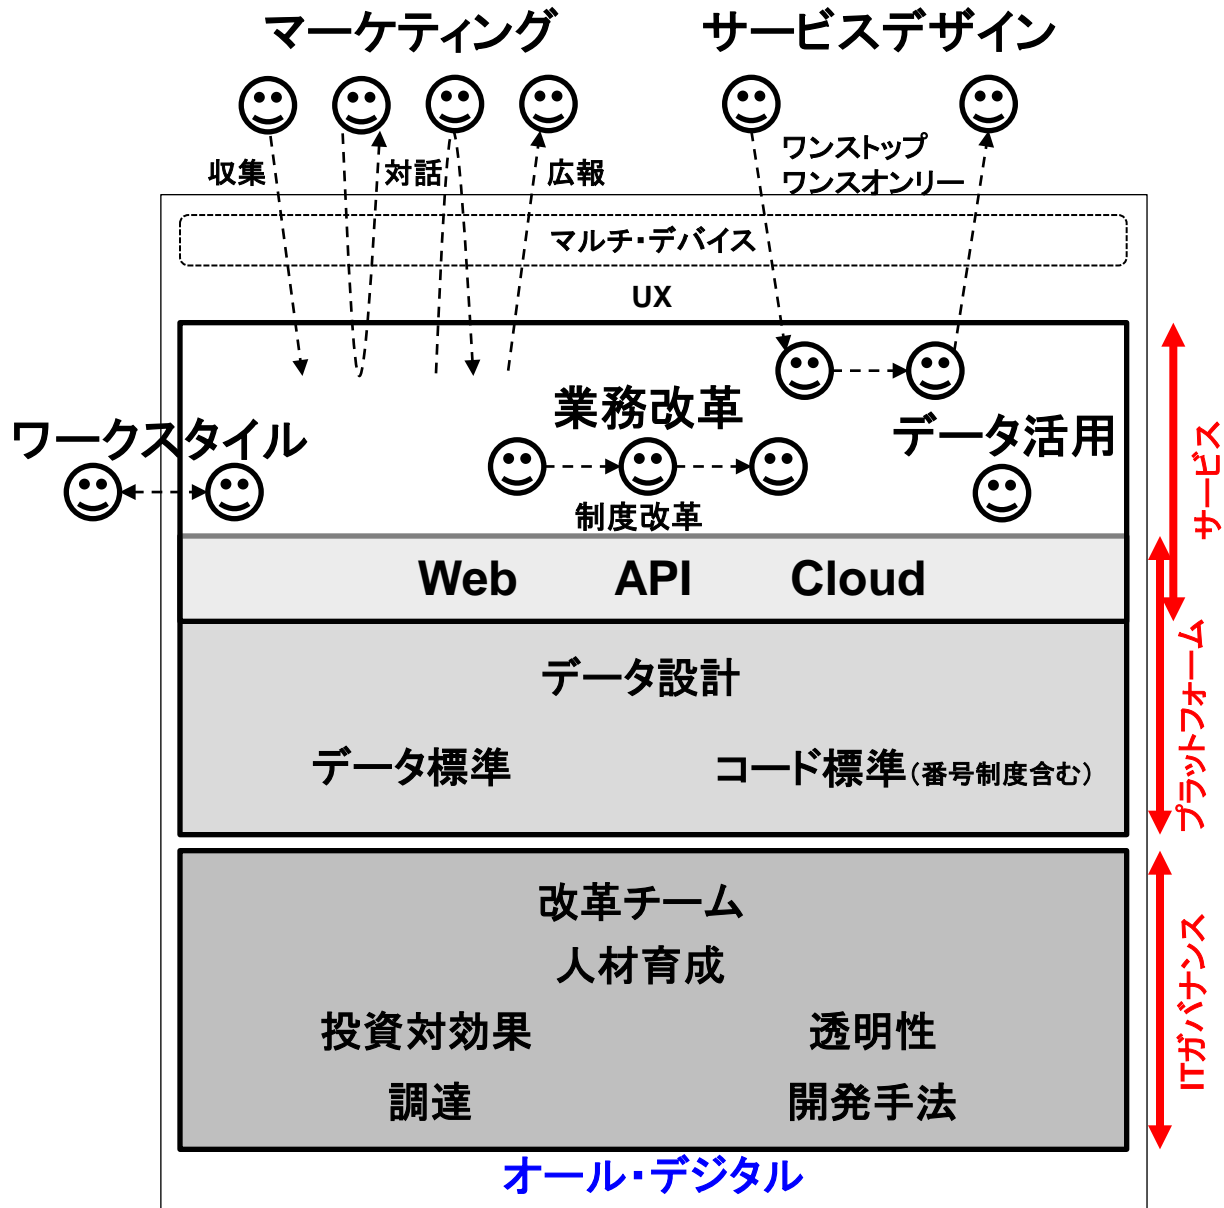 マーケティング
サービスデザイン
収集
対話
広報
ワンストップ
ワンスオンリー
マルチ・デバイス
UX
業務改革
ワークスタイル
データ活用
制度改革
サービス
Web API Cloud
データ設計
データ標準
コード標準(番号制度含む)
プラットフォーム
改革チーム
人材育成
投資対効果
透明性
調達
開発手法
ITガバナンス
オール・デジタル